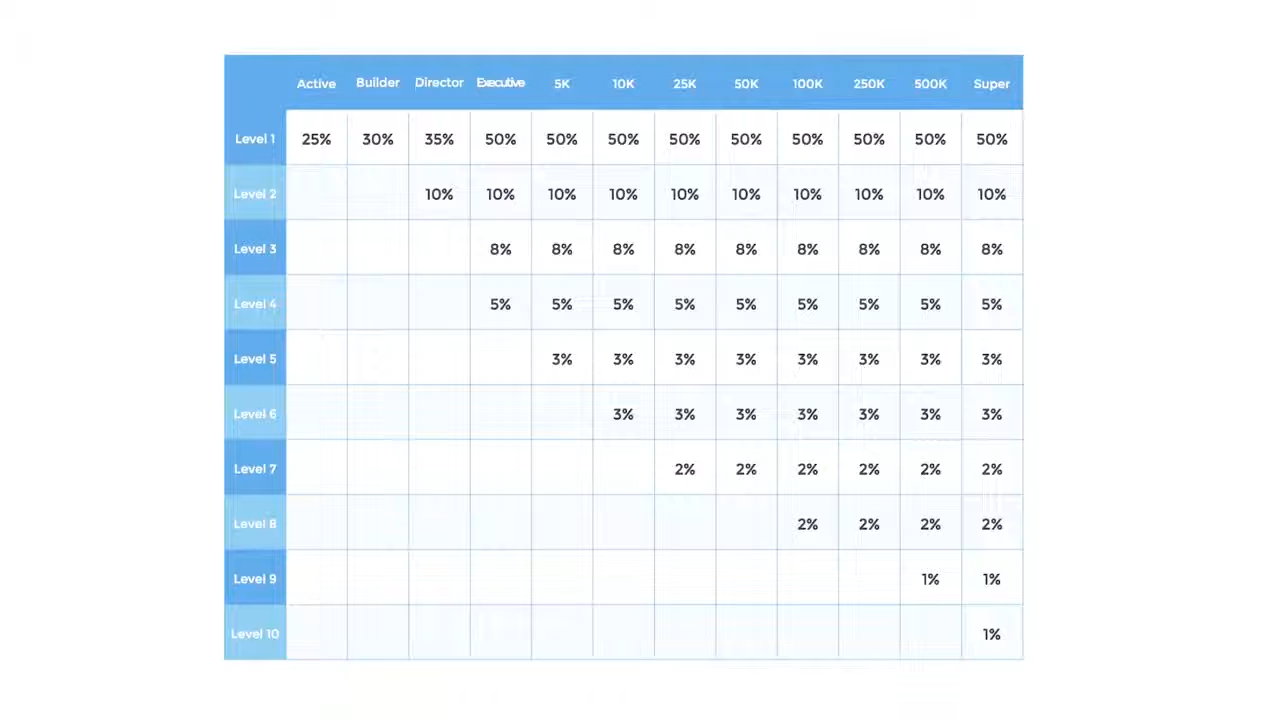 Active Builder Director Executive 5K 10K 25K 50K 100K 250K 500K Super
Level 1 25% 30% 35% 50% 50% 50% 50% 50% 50% 50% 50% 50%
Level 2 10% 10% 10% 10% 10% 10% 10% 10% 10% 10%
Level 3 8% 8% 8% 8% 8% 8% 8% 8% 8%
Level 4 5% 5% 5% 5% 5% 5% 5% 5% 5%
Level 5 3% 3% 3% 3% 3% 3% 3% 3%
Level 6 3% 3% 3% 3% 3% 3% 3%
Level 7 2% 2% 2% 2% 2% 2%
Level 8 2% 2% 2% 2%
Level 9 1% 1%
Level 10 1%